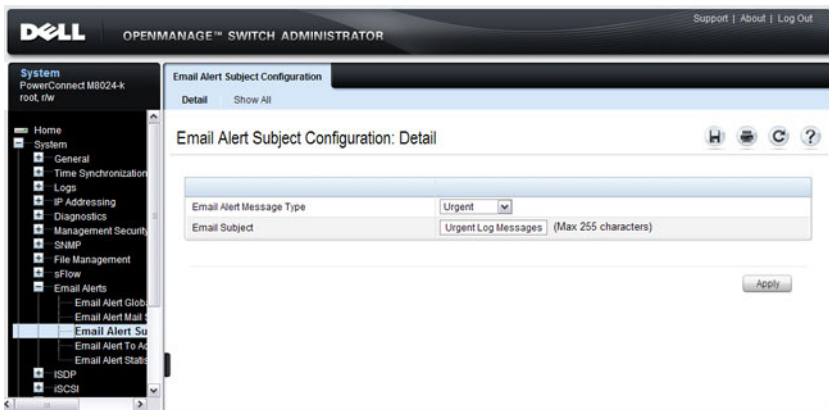 DELL
OPENMANAGE™ SWITCH ADMINISTRATOR
Support | About | Log Out
System
PowerConnect M8024-k
root, r/w
Home
System
General
Time Synchronization
Logs
IP Addressing
Diagnostics
Management Security
SNMP
File Management
sFlow
Email Alerts
Email Alert Globa
Email Alert Mail S
Email Alert Su
Email Alert To Ad
Email Alert Statis
ISDP
iSCSI
Email Alert Subject Configuration
Detail Show All
Email Alert Subject Configuration: Detail
Email Alert Message Type Urgent
Email Subject Urgent Log Messages (Max 255 characters)
Apply